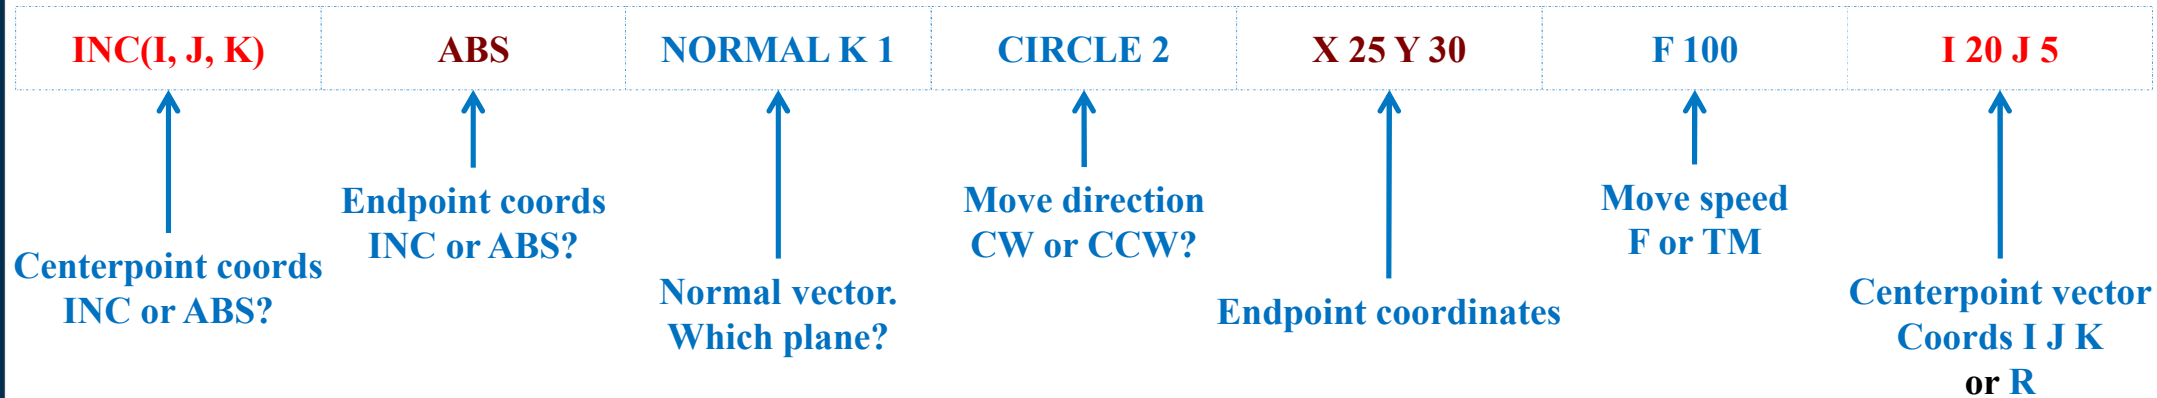 INC(I, J, K) ABS NORMAL K 1 CIRCLE 2 X 25 Y 30 F 100 I 20 J 5
Centerpoint coords
INC or ABS?
Endpoint coords
INC or ABS?
Normal vector.
Which plane?
Move direction
CW or CCW?
Endpoint coordinates
Move speed
F or TM
Centerpoint vector
Coords I J K
or R